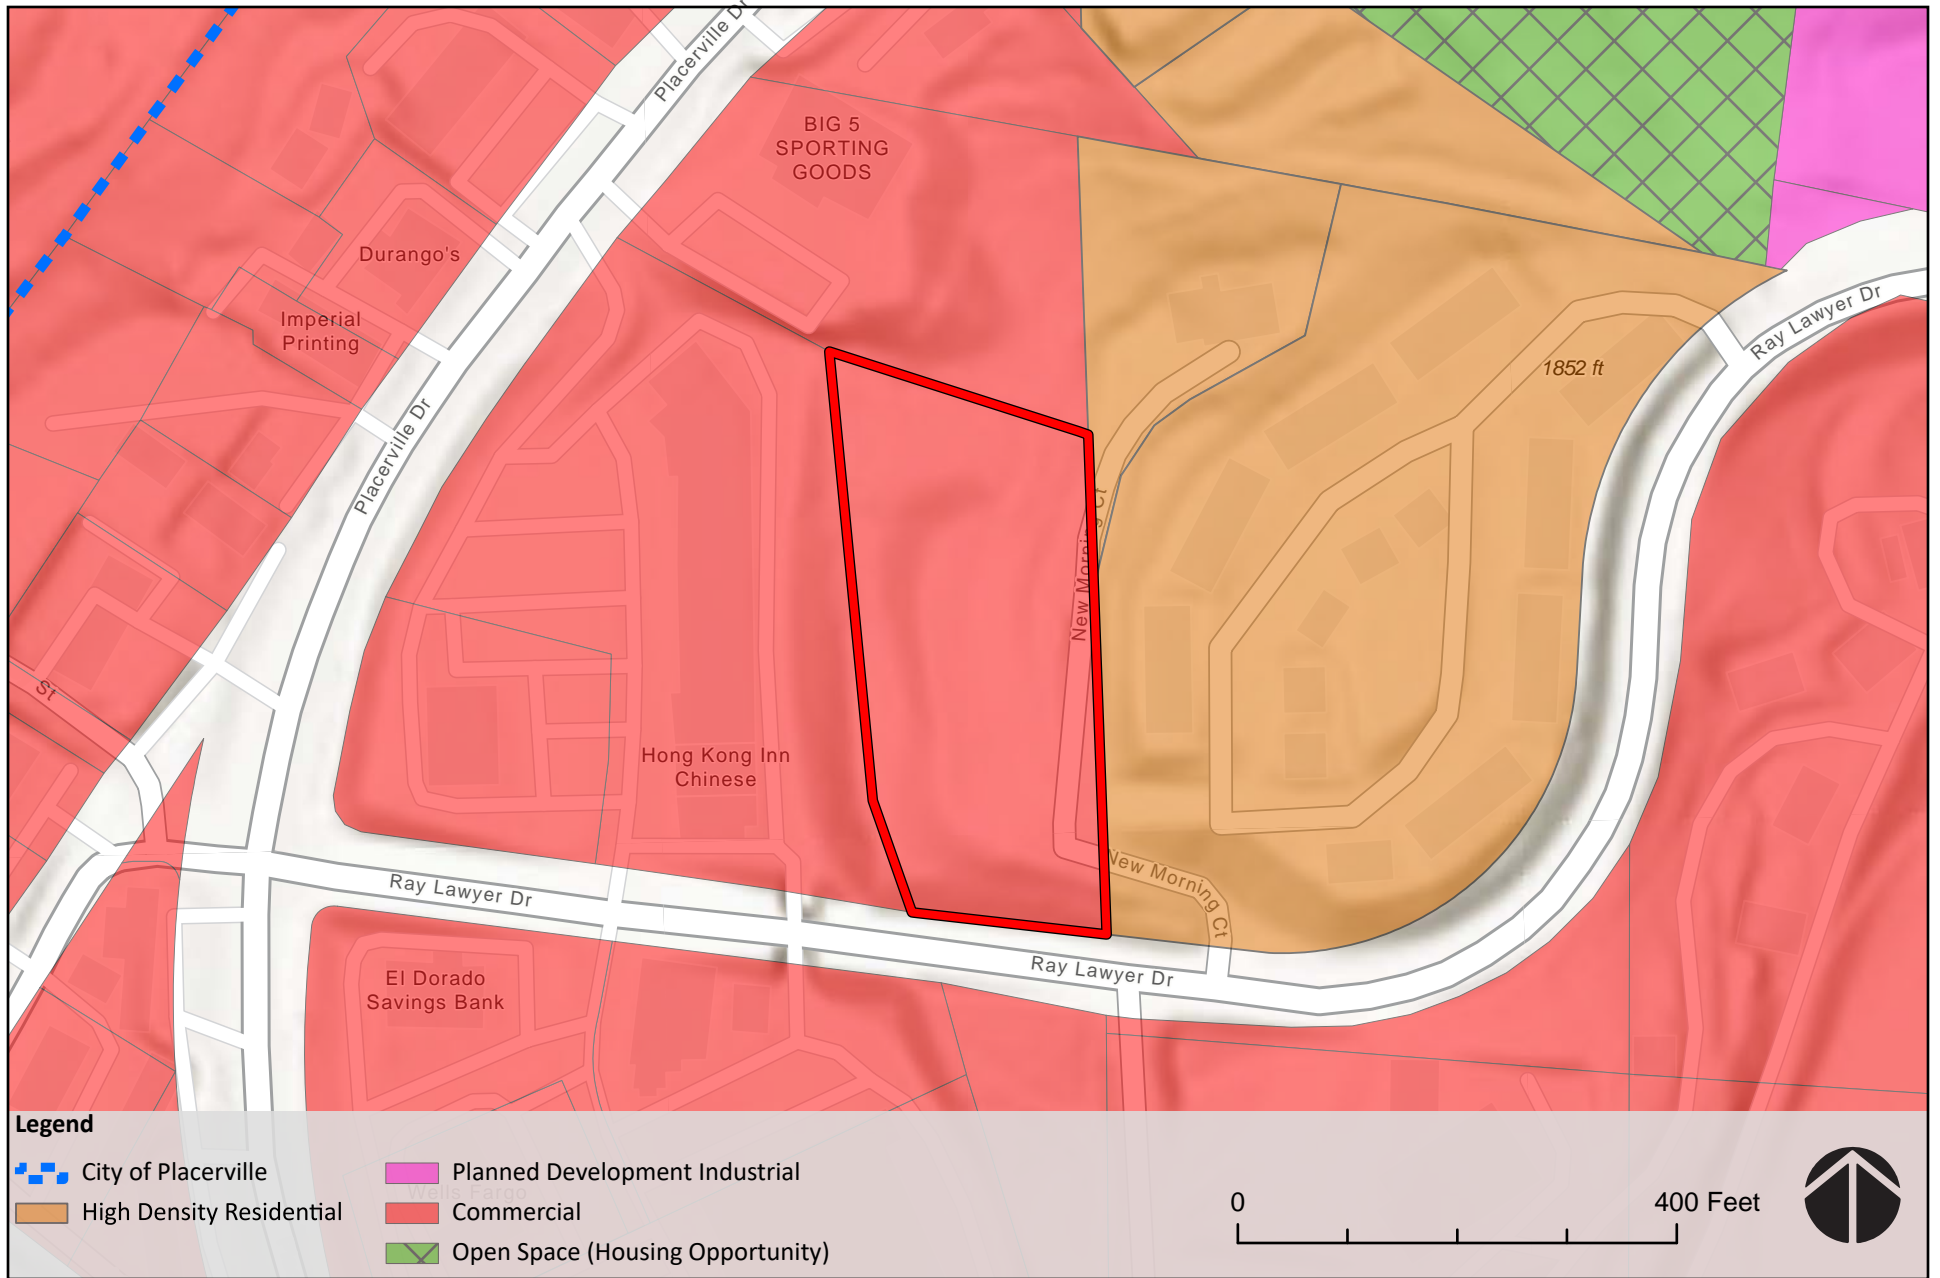 Placerville Dr
BIG 5
SPORTING
GOODS
Durango's
Imperial
Printing
Ray Lawyer Dr
1852 ft
Placerville Dr
New Morning Ct
St
Hong Kong Inn
Chinese
New Morning Ct
Ray Lawyer Dr
Ray Lawyer Dr
El Dorado
Savings Bank
Legend
City of Placerville
High Density Residential
Planned Development Industrial
Wells Fargo
Commercial
Open Space (Housing Opportunity)
0
400 Feet